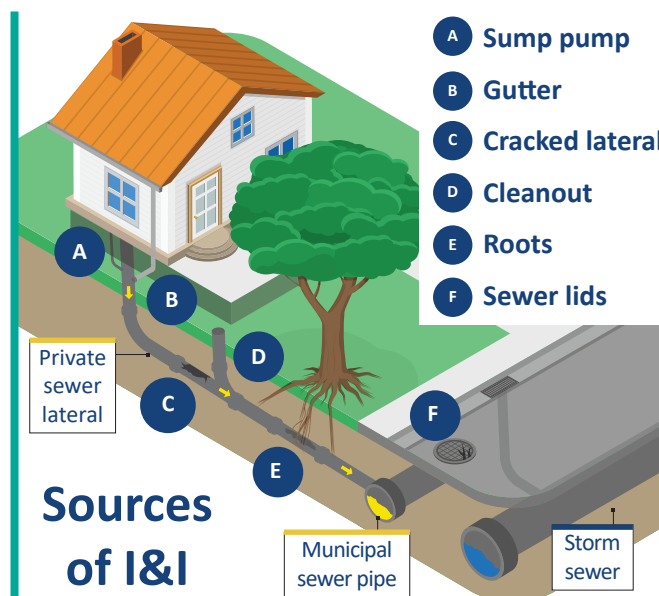 A Sump pump
B Gutter
C Cracked lateral
D Cleanout
E Roots
F Sewer lids
A
B
Private
sewer
lateral
D
C
F
E
Sources
of I&I
Municipal
sewer pipe
Storm
sewer